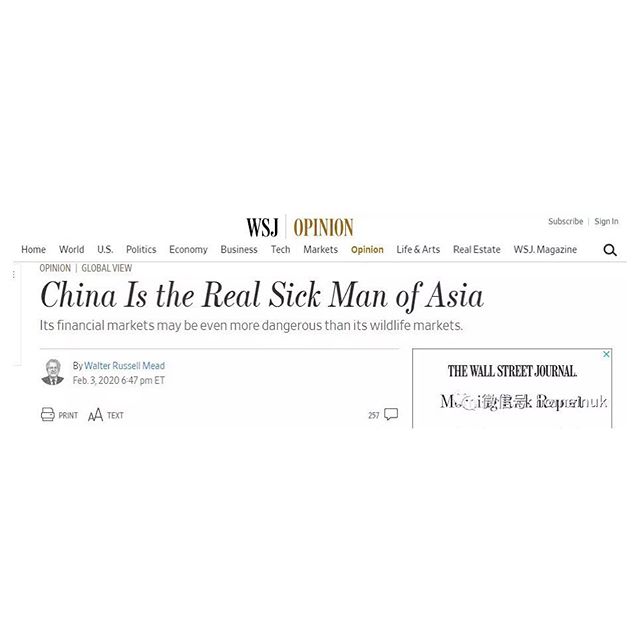 WSJ | OPINION
Subscribe | Sign In
Home World U.S. Politics Economy Business Tech Markets Opinion Life & Arts Real Estate WSJ. Magazine
OPINION | GLOBAL VIEW
China Is the Real Sick Man of Asia
Its financial markets may be even more dangerous than its wildlife markets.
By Walter Russell Mead
Feb. 3, 2020 6:47 pm ET
PRINT AA TEXT
257
THE WALL STREET JOURNAL.
微信号: